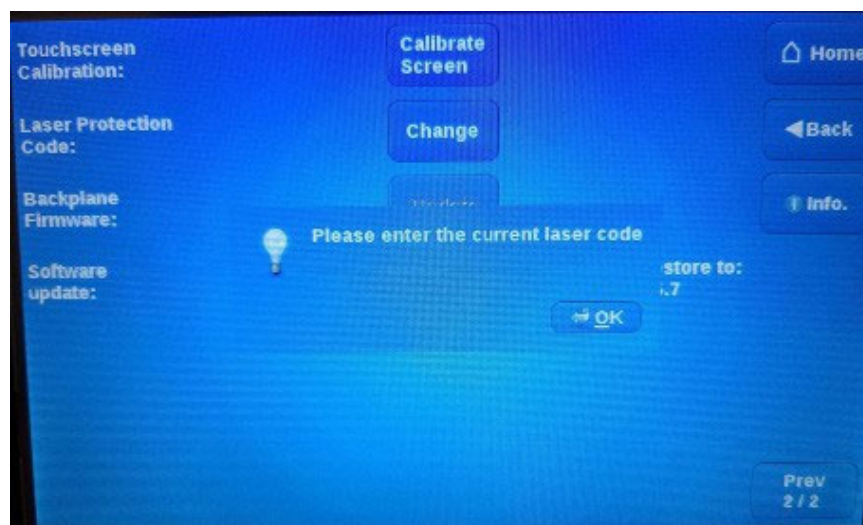 Touchscreen
Calibration:
Calibrate
Screen
Home
Laser Protection
Code:
Change
Back
Backplane
Firmware:
Info.
Please enter the current laser code
Software
update:
store to:
.7
OK
Prev
2 / 2